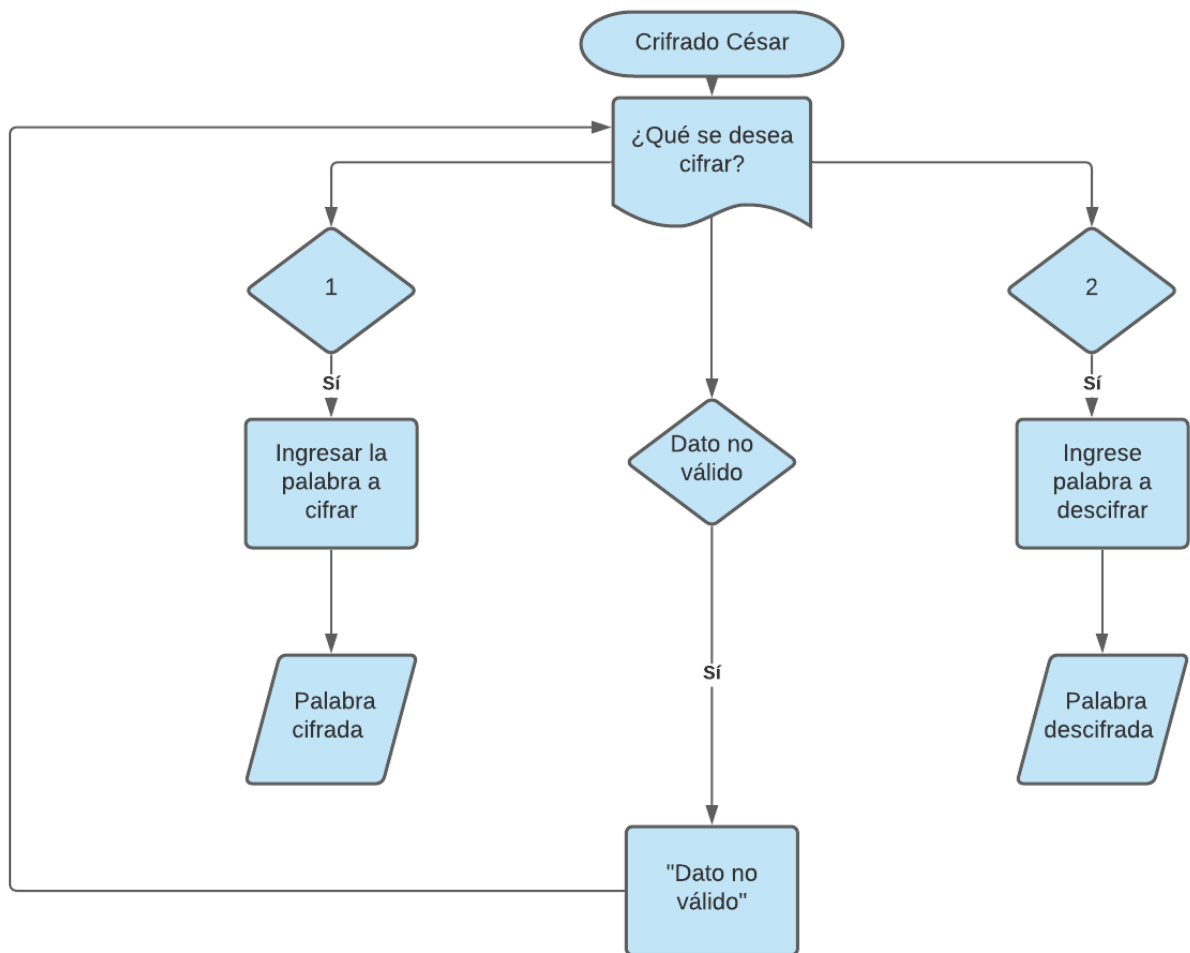 Crifrado César
¿Qué se desea
cifrar?
1
2
Sí
Sí
Ingresar la
palabra a
cifrar
Dato no
válido
Ingrese
palabra a
descifrar
Sí
Palabra
cifrada
Palabra
descifrada
"Dato no
válido"